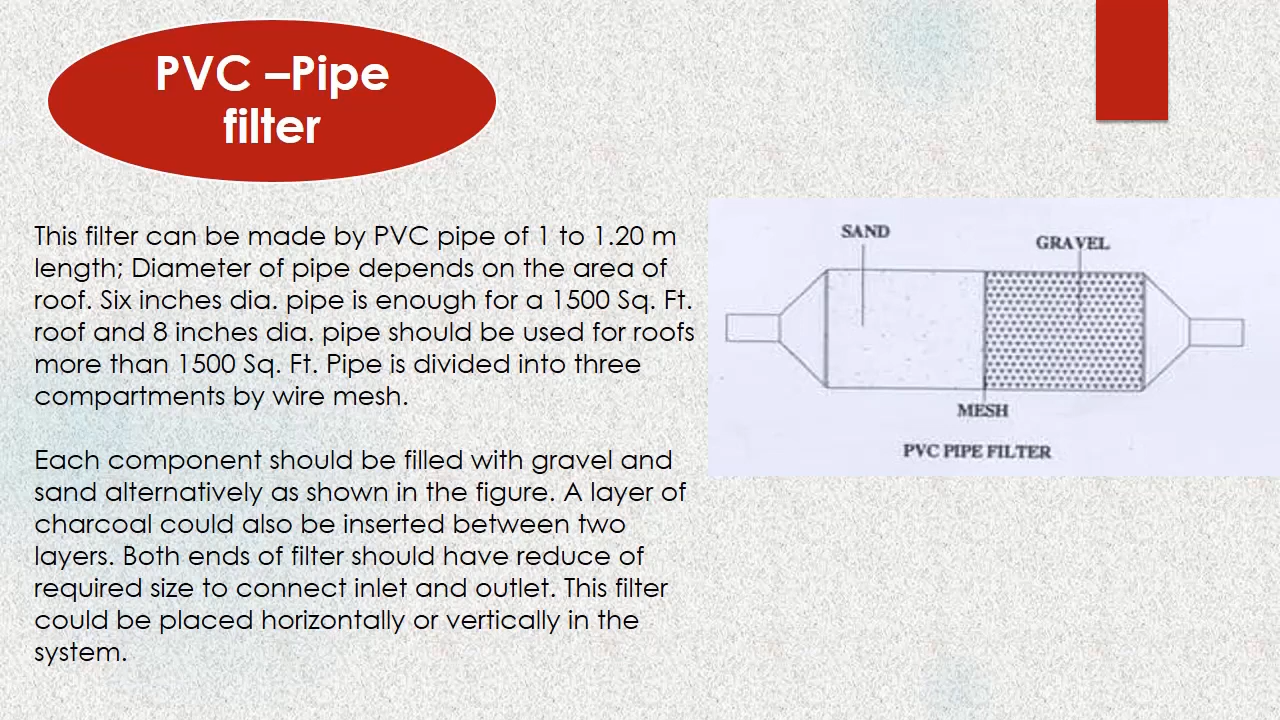 PVC –Pipe
filter
This filter can be made by PVC pipe of 1 to 1.20 m
length; Diameter of pipe depends on the area of
roof. Six inches dia. pipe is enough for a 1500 Sq. Ft.
roof and 8 inches dia. pipe should be used for roofs
more than 1500 Sq. Ft. Pipe is divided into three
compartments by wire mesh.
Each component should be filled with gravel and
sand alternatively as shown in the figure. A layer of
charcoal could also be inserted between two
layers. Both ends of filter should have reduce of
required size to connect inlet and outlet. This filter
could be placed horizontally or vertically in the
system.
SAND
GRAVEL
MESH
PVC PIPE FILTER